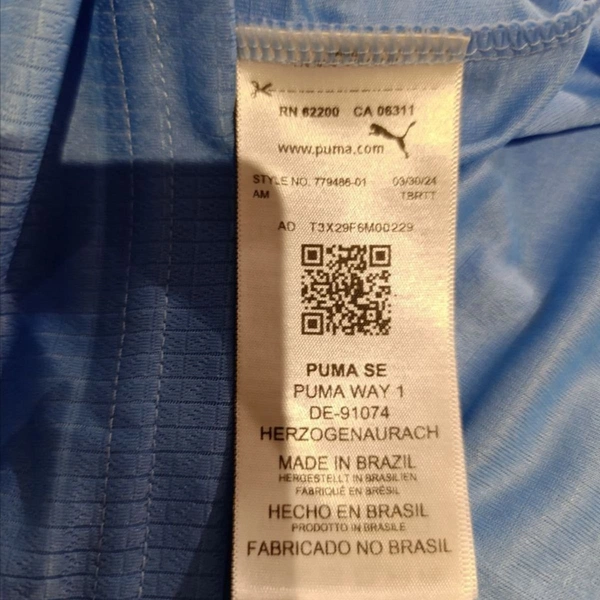 RN 62200 CA 06311
www.puma.com
STYLE NO. 779486-01 03/30/24
AM TBRTT
AD T3X29F6M00229
PUMA SE
PUMA WAY 1
DE-91074
HERZOGENAURACH
MADE IN BRAZIL
HERGESTELLT IN BRASILIEN
FABRIQUÉ EN BRÉSIL
HECHO EN BRASIL
PRODOTTO IN BRASILE
FABRICADO NO BRASIL